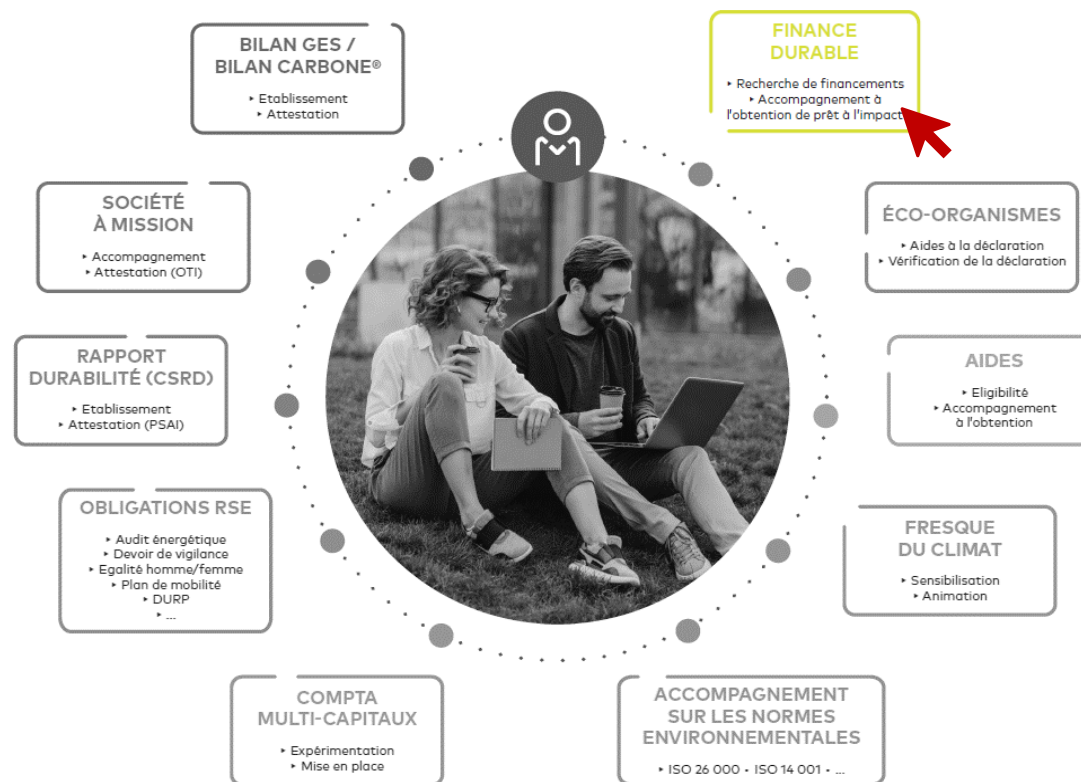 BILAN GES /
BILAN CARBONE®
‣ Etablissement
‣ Attestation
FINANCE
DURABLE
‣ Recherche de financements
‣ Accompagnement à
l'obtention de prêt à l'impact
SOCIÉTÉ
À MISSION
‣ Accompagnement
‣ Attestation (OTI)
ÉCO-ORGANISMES
‣ Aides à la déclaration
‣ Vérification de la déclaration
RAPPORT
DURABILITÉ (CSRD)
‣ Etablissement
‣ Attestation (PSAI)
AIDES
‣ Eligibilité
‣ Accompagnement
à l'obtention
OBLIGATIONS RSE
‣ Audit énergétique
‣ Devoir de vigilance
‣ Egalité homme/femme
‣ Plan de mobilité
‣ DURP
‣ ...
FRESQUE
DU CLIMAT
‣ Sensibilisation
‣ Animation
COMPTA
MULTI-CAPITAUX
‣ Expérimentation
‣ Mise en place
ACCOMPAGNEMENT
SUR LES NORMES
ENVIRONNEMENTALES
‣ ISO 26 000 • ISO 14 001 • ...